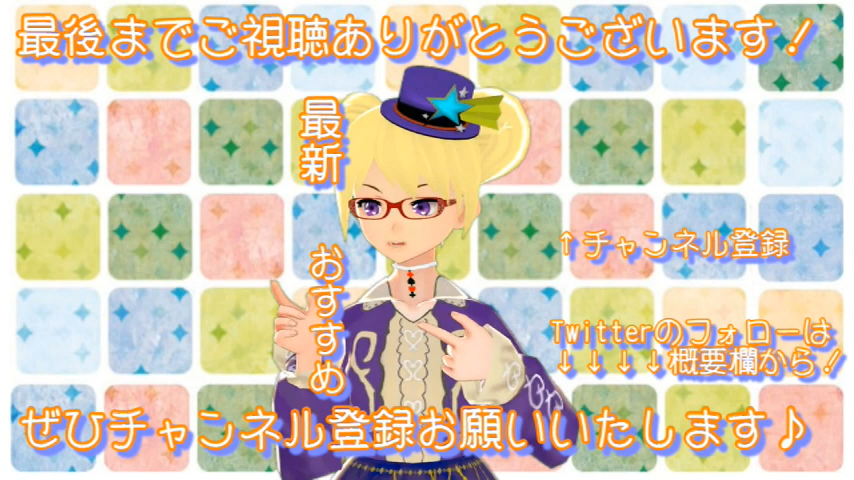 最後までご視聴ありがとうございます！
最新
おすすめ
↑チャンネル登録
Twitterのフォローは
↓↓↓↓概要欄から！
ぜひチャンネル登録お願いいたします♪